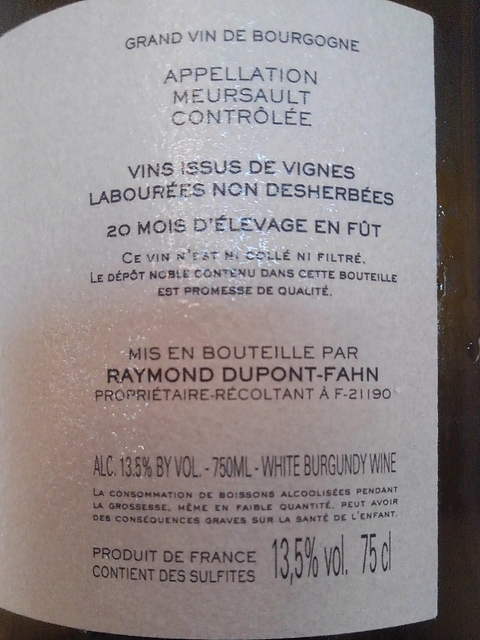 GRAND VIN DE BOURGOGNE
APPELLATION
MEURSAULT
CONTRÔLÉE
VINS ISSUS DE VIGNES
LABOURÉES NON DESHERBÉES
20 MOIS D'ÉLEVAGE EN FÛT
CE VIN N'EST NI COLLÉ NI FILTRÉ.
LE DÉPÔT NOBLE CONTENU DANS CETTE BOUTEILLE
EST PROMESSE DE QUALITÉ.
MIS EN BOUTEILLE PAR
RAYMOND DUPONT-FAHN
PROPRIÉTAIRE-RÉCOLTANT À F-21190
ALC. 13.5% BY VOL. - 750ML - WHITE BURGUNDY WINE
LA CONSOMMATION DE BOISSONS ALCOOLISÉES PENDANT
LA GROSSESSE, MÊME EN FAIBLE QUANTITÉ, PEUT AVOIR
DES CONSÉQUENCES GRAVES SUR LA SANTÉ DE L'ENFANT.
PRODUIT DE FRANCE
CONTIENT DES SULFITES
13,5% vol. 75 cl